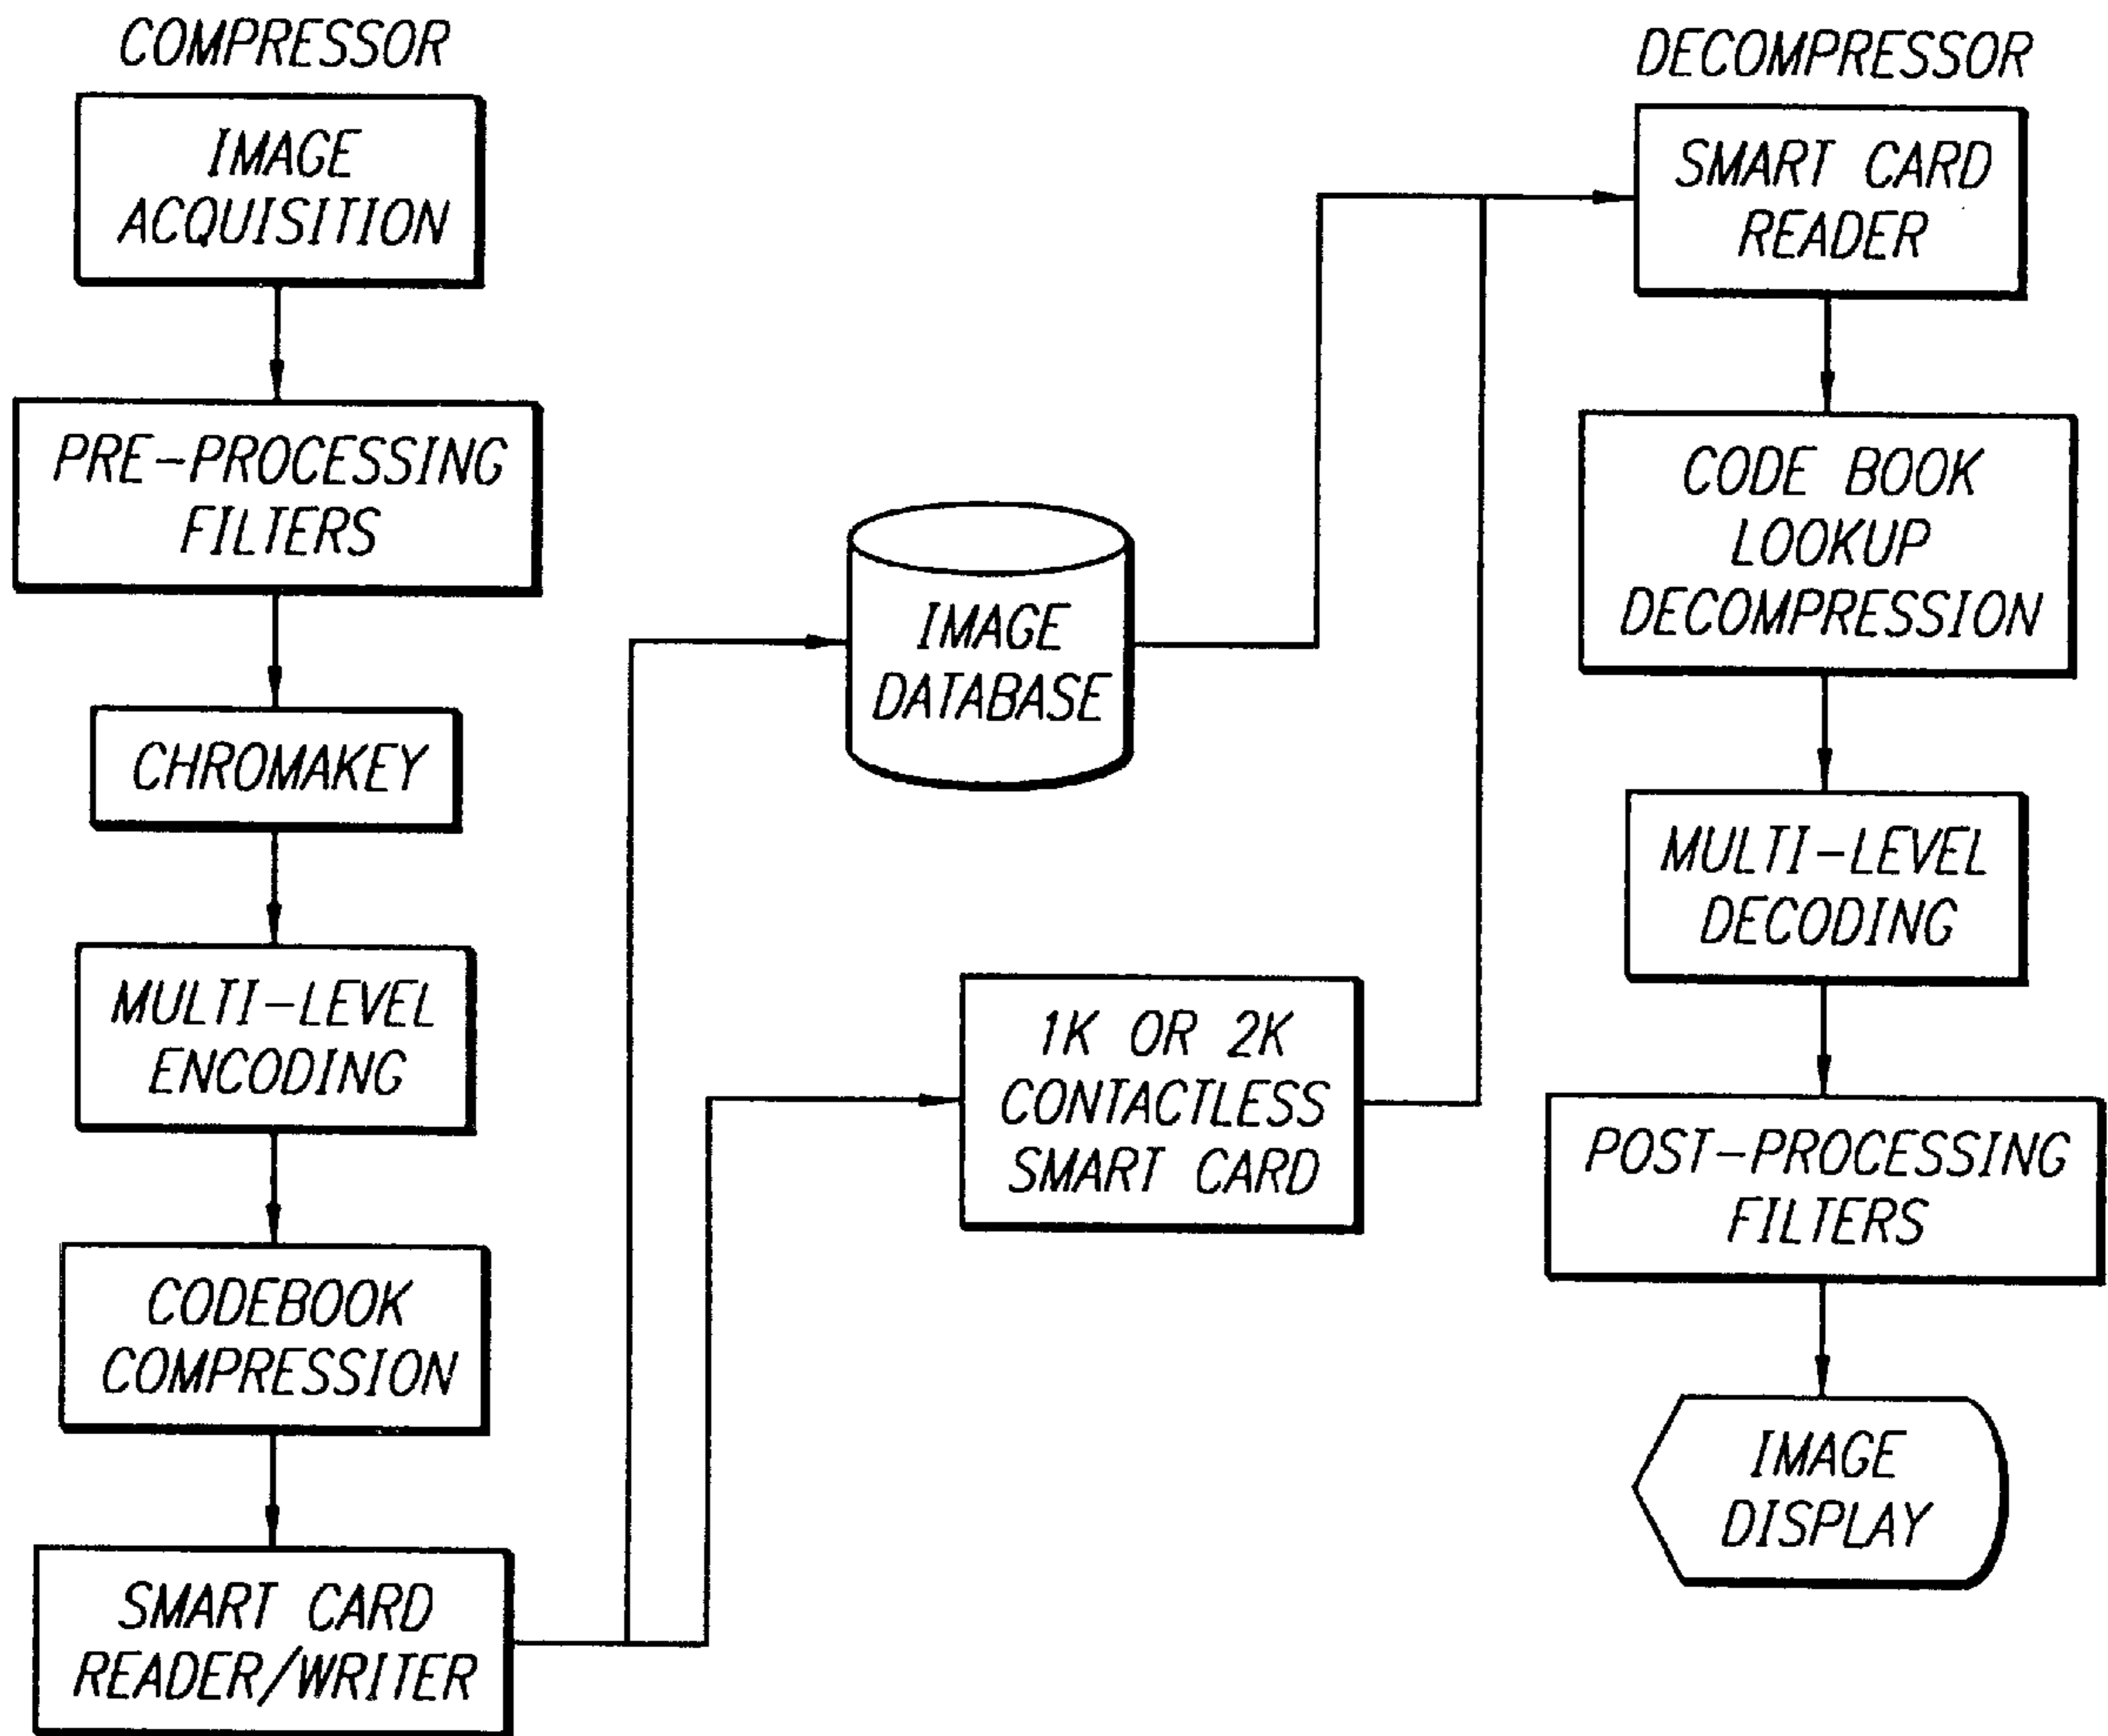 COMPRESSOR
IMAGE
ACQUISITION
PRE-PROCESSING
FILTERS
CHROMAKEY
MULTI-LEVEL
ENCODING
CODEBOOK
COMPRESSION
SMART CARD
READER/WRITER
IMAGE
DATABASE
1K OR 2K
CONTACTLESS
SMART CARD
DECOMPRESSOR
SMART CARD
READER
CODE BOOK
LOOKUP
DECOMPRESSION
MULTI-LEVEL
DECODING
POST-PROCESSING
FILTERS
IMAGE
DISPLAY